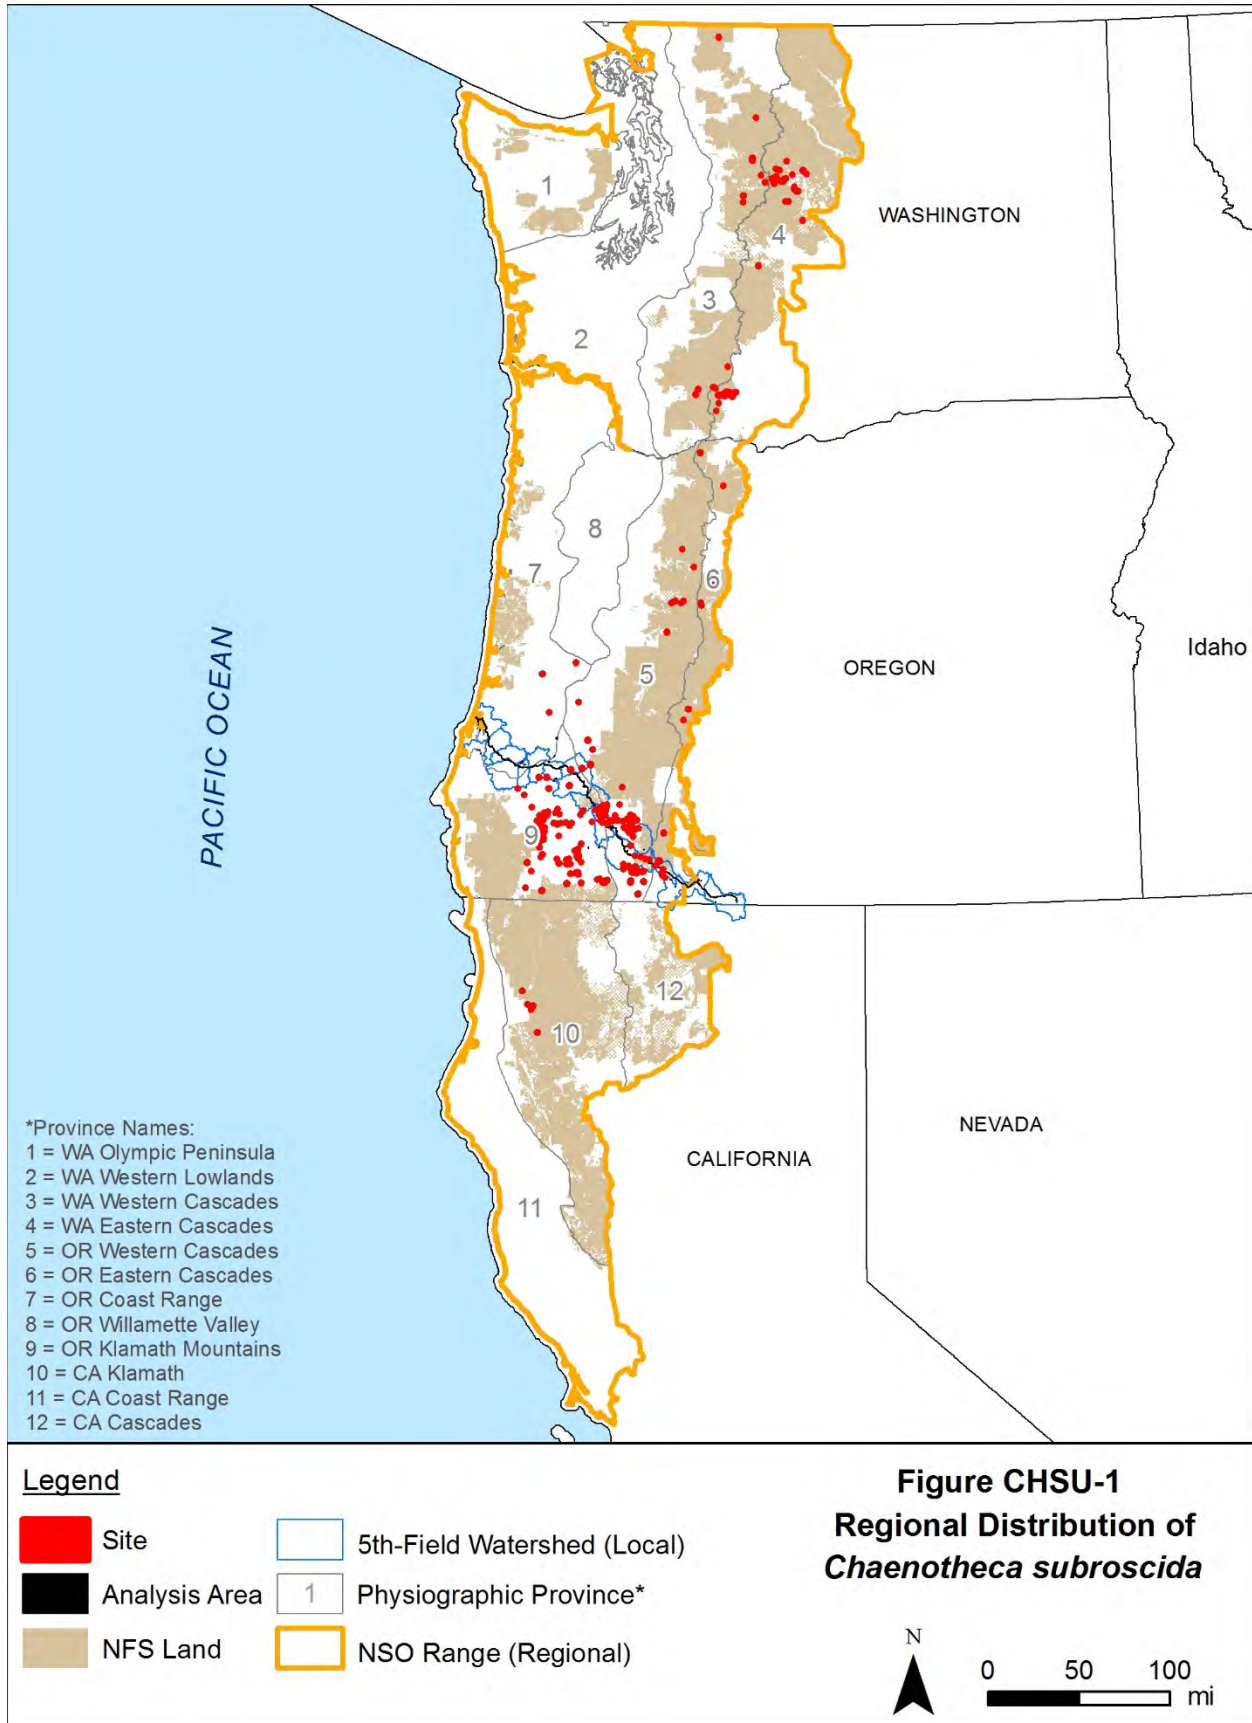 1
WASHINGTON
4
3
2
8
7
6
Idaho
5
OREGON
PACIFIC OCEAN
9
12
10
NEVADA
CALIFORNIA
11
*Province Names:
1 = WA Olympic Peninsula
2 = WA Western Lowlands
3 = WA Western Cascades
4 = WA Eastern Cascades
5 = OR Western Cascades
6 = OR Eastern Cascades
7 = OR Coast Range
8 = OR Willamette Valley
9 = OR Klamath Mountains
10 = CA Klamath
11 = CA Coast Range
12 = CA Cascades
Legend
Site
Analysis Area
NFS Land
5th-Field Watershed (Local)
1 Physiographic Province*
NSO Range (Regional)
Figure CHSU-1
Regional Distribution of
Chaenotheca subroscida
N
0 50 100
mi